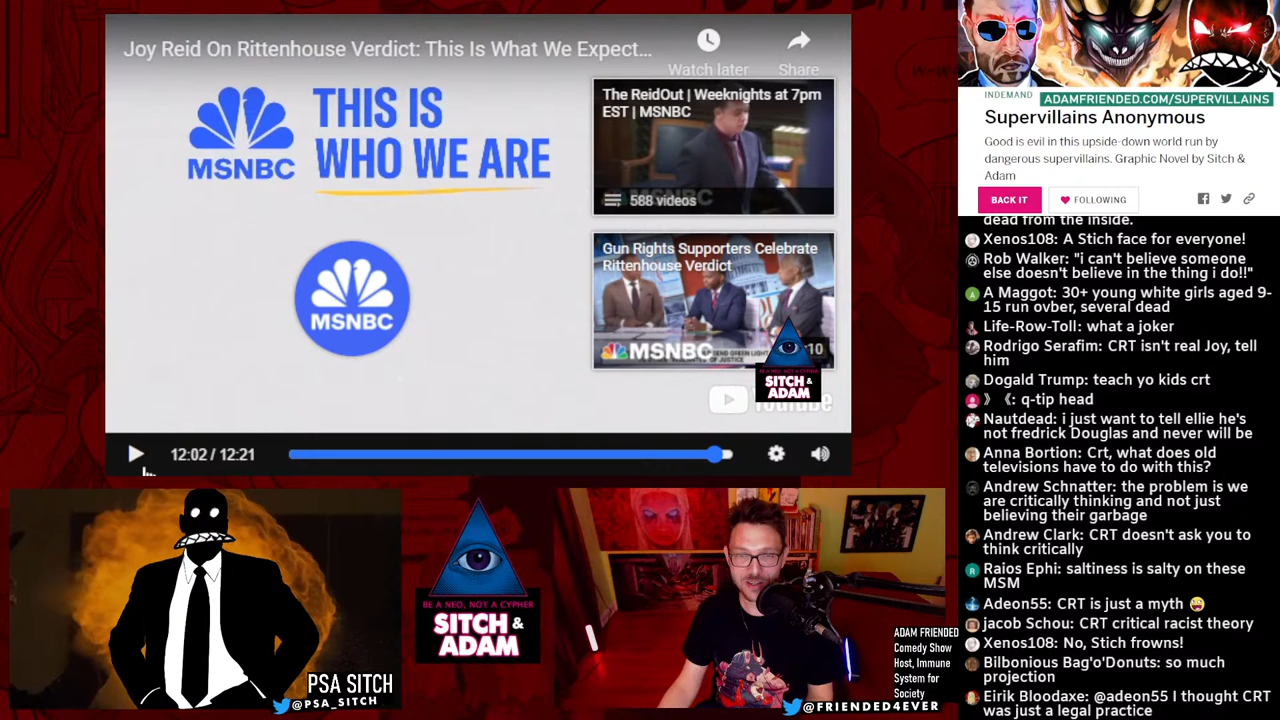 Joy Reid On Rittenhouse Verdict: This Is What We Expect...
Watch later
Share
MSNBC
THIS IS
WHO WE ARE
The ReidOut | Weeknights at 7pm
EST | MSNBC
588 videos
MSNBC
Gun Rights Supporters Celebrate
Rittenhouse Verdict
MSNBC
:10
BE A NEO, NOT A CYPHER
SITCH &
ADAM
YouTube
12:02 / 12:21
PSA SITCH
@PSA_SITCH
BE A NEO, NOT A CYPHER
SITCH &
ADAM
ADAM FRIENDED
Comedy Show
Host, Immune
System for
Society
@FRIENDED4EVER
INDEMAND
ADAMFRIENDED.COM/SUPERVILLAINS
Supervillains Anonymous
Good is evil in this upside-down world run by
dangerous supervillains. Graphic Novel by Sitch &
Adam
BACK IT
FOLLOWING
dead from the inside.
Xenos108: A Stich face for everyone!
Rob Walker: "i can't believe someone
else doesn't believe in the thing i do!!"
A Maggot: 30+ young white girls aged 9-
15 run ovber, several dead
Life-Row-Toll: what a joker
Rodrigo Serafim: CRT isn't real Joy, tell
him
Dogald Trump: teach yo kids crt
》《: q-tip head
Nautdead: i just want to tell ellie he's
not fredrick Douglas and never will be
Anna Bortion: Crt, what does old
televisions have to do with this?
Andrew Schnatter: the problem is we
are critically thinking and not just
believing their garbage
Andrew Clark: CRT doesn't ask you to
think critically
Raios Ephi: saltiness is salty on these
MSM
Adeon55: CRT is just a myth 😜
jacob Schou: CRT critical racist theory
Xenos108: No, Stich frowns!
Bilbonious Bag'o'Donuts: so much
projection
Eirik Bloodaxe: @adeon55 I thought CRT
was just a legal practice